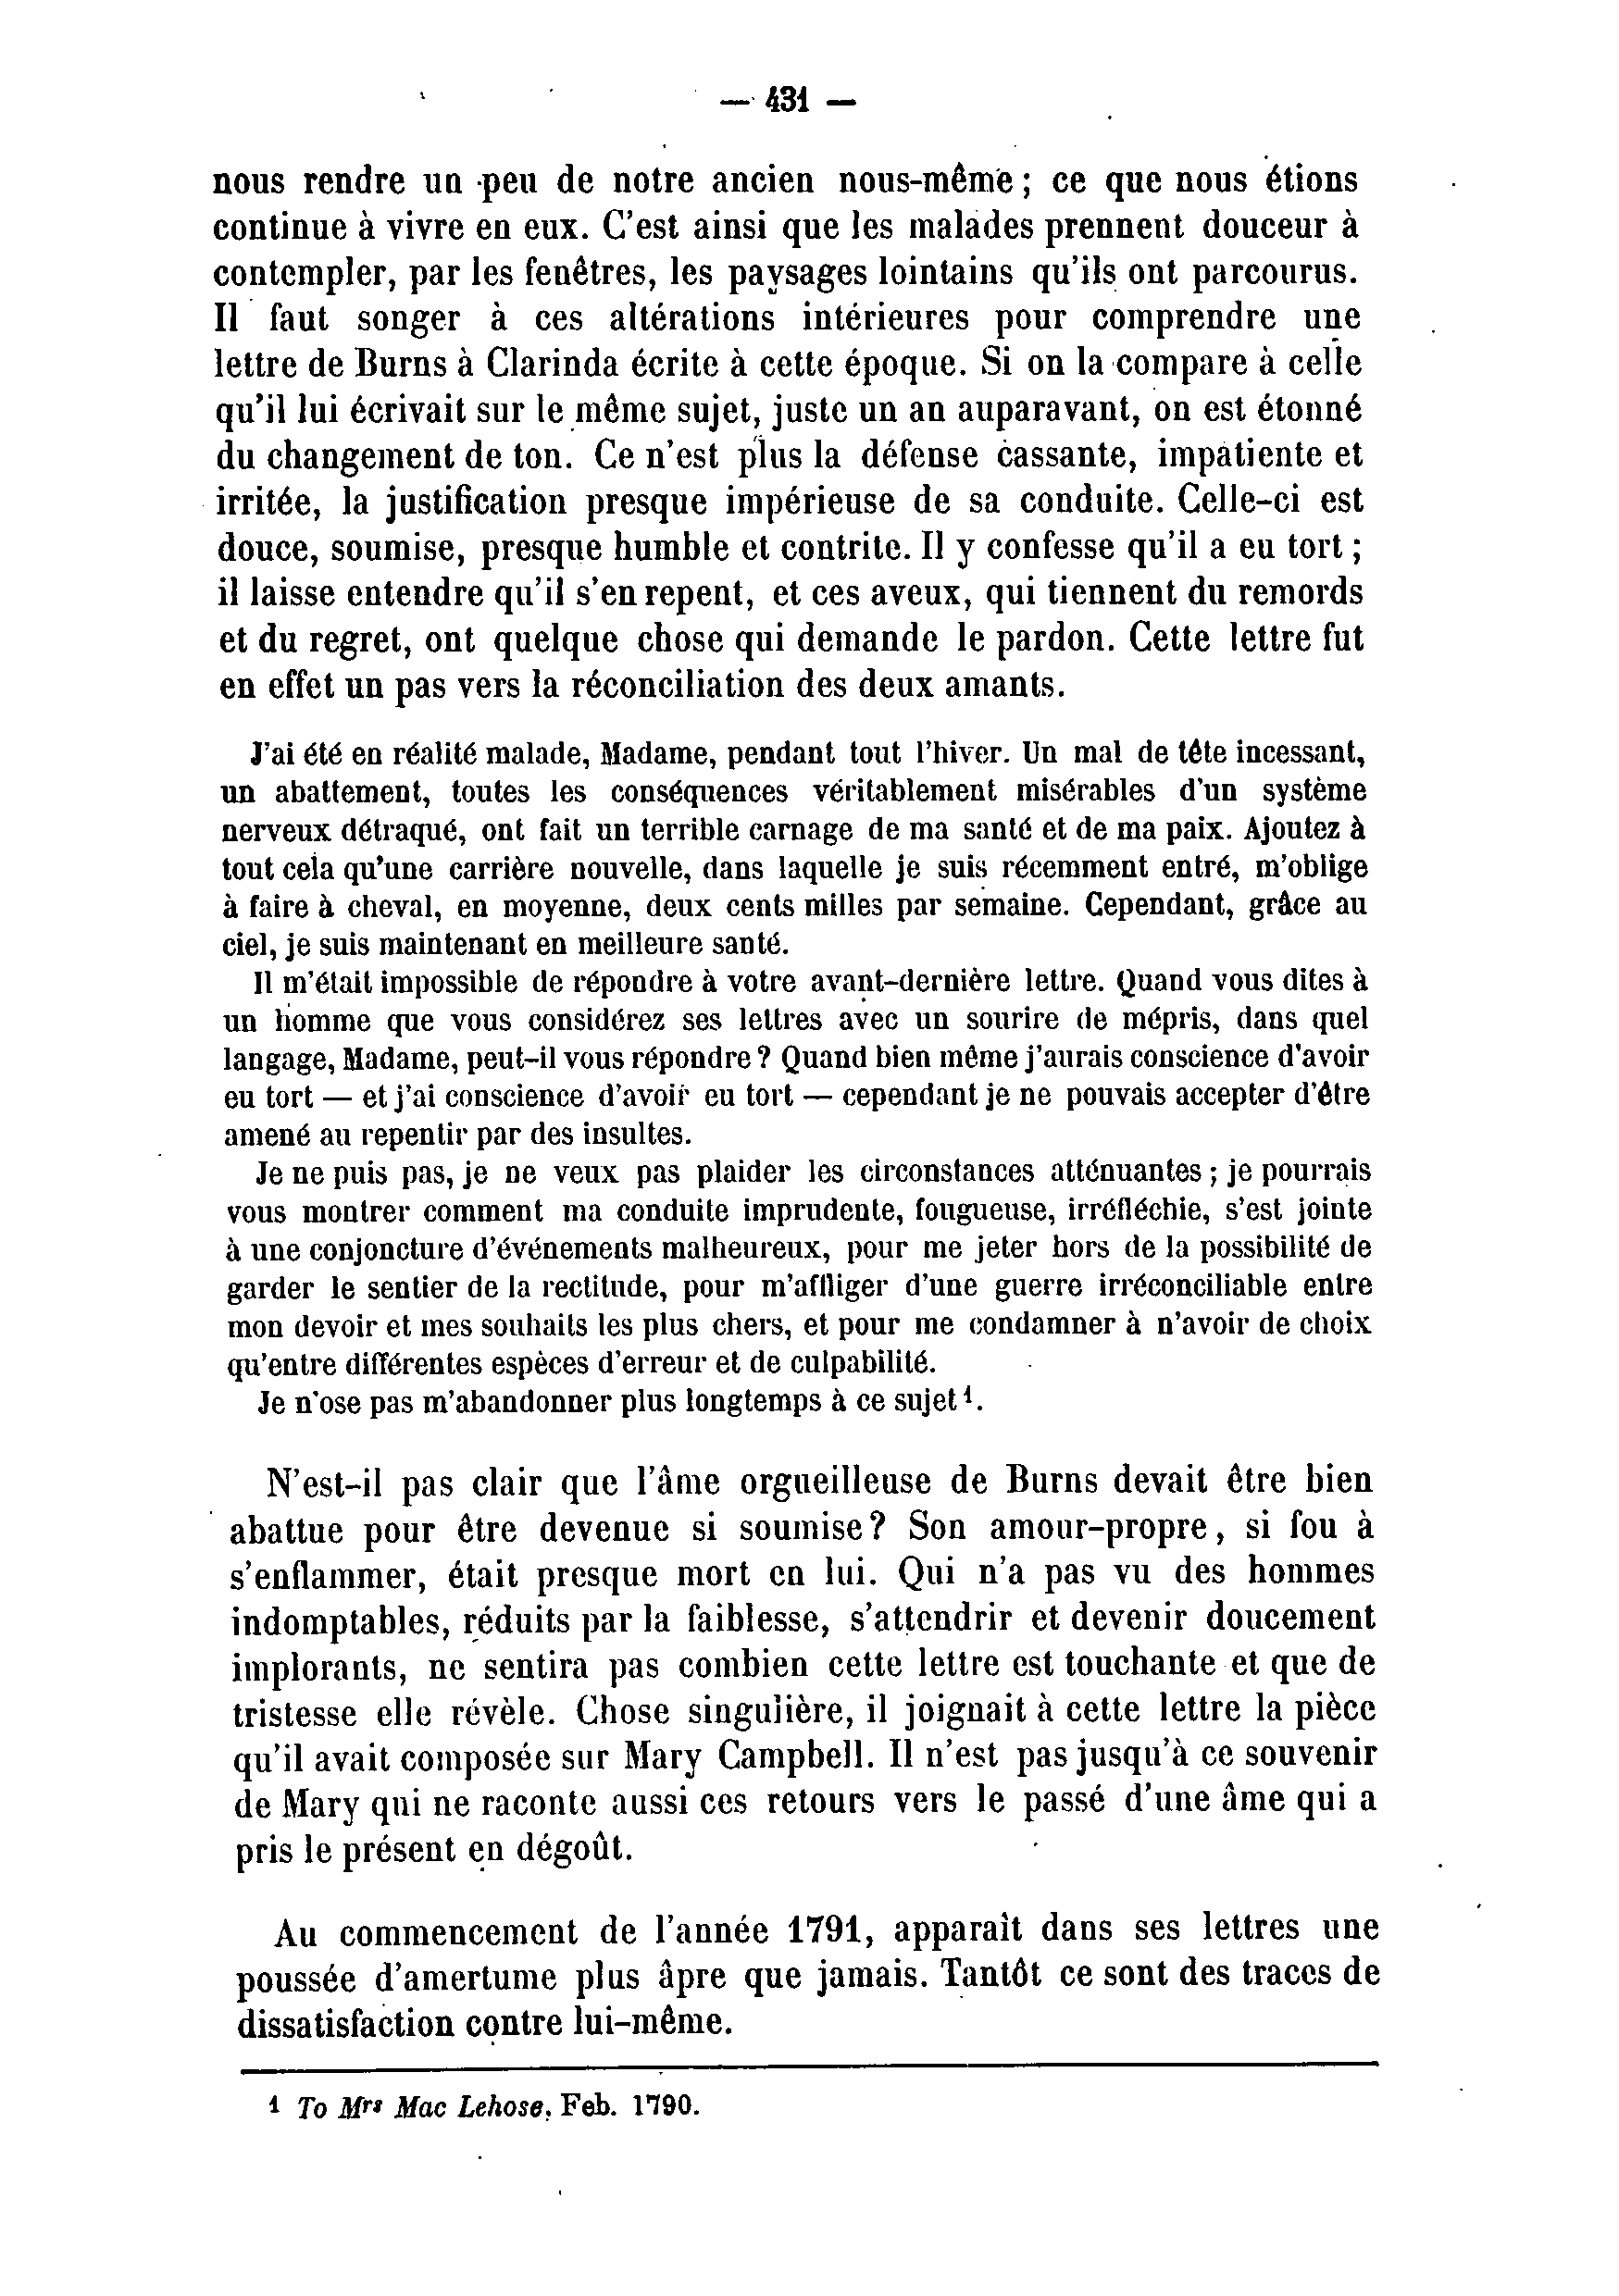 — 431 —
nous rendre un peu de notre ancien nous-même ; ce que nous étions
continue à vivre en eux. C'est ainsi que les malades prennent douceur à
contempler, par les fenêtres, les paysages lointains qu'ils ont parcourus.
Il faut songer à ces altérations intérieures pour comprendre une
lettre de Burns à Clarinda écrite à cette époque. Si on la compare à celle
qu'il lui écrivait sur le même sujet, juste un an auparavant, on est étonné
du changement de ton. Ce n'est plus la défense cassante, impatiente et
irritée, la justification presque impérieuse de sa conduite. Celle-ci est
douce, soumise, presque humble et contrite. Il y confesse qu'il a eu tort ;
il laisse entendre qu'il s'en repent, et ces aveux, qui tiennent du remords
et du regret, ont quelque chose qui demande le pardon. Cette lettre fut
en effet un pas vers la réconciliation des deux amants.
J'ai été en réalité malade, Madame, pendant tout l'hiver. Un mal de tête incessant,
un abattement, toutes les conséquences véritablement misérables d'un système
nerveux détraqué, ont fait un terrible carnage de ma santé et de ma paix. Ajoutez à
tout cela qu'une carrière nouvelle, dans laquelle je suis récemment entré, m'oblige
à faire à cheval, en moyenne, deux cents milles par semaine. Cependant, grâce au
ciel, je suis maintenant en meilleure santé.
Il m'était impossible de répondre à votre avant-dernière lettre. Quand vous dites à
un homme que vous considérez ses lettres avec un sourire de mépris, dans quel
langage, Madame, peut-il vous répondre ? Quand bien même j'aurais conscience d'avoir
eu tort — et j'ai conscience d'avoir eu tort — cependant je ne pouvais accepter d'être
amené au repentir par des insultes.
Je ne puis pas, je ne veux pas plaider les circonstances atténuantes ; je pourrais
vous montrer comment ma conduite imprudente, fougueuse, irréfléchie, s'est jointe
à une conjoncture d'événements malheureux, pour me jeter hors de la possibilité de
garder le sentier de la rectitude, pour m'affliger d'une guerre irréconciliable entre
mon devoir et mes souhaits les plus chers, et pour me condamner à n'avoir de choix
qu'entre différentes espèces d'erreur et de culpabilité.
Je n'ose pas m'abandonner plus longtemps à ce sujet ¹.
N'est-il pas clair que l'âme orgueilleuse de Burns devait être bien
abattue pour être devenue si soumise ? Son amour-propre, si fou à
s'enflammer, était presque mort en lui. Qui n'a pas vu des hommes
indomptables, réduits par la faiblesse, s'attendrir et devenir doucement
implorants, ne sentira pas combien cette lettre est touchante et que de
tristesse elle révèle. Chose singulière, il joignait à cette lettre la pièce
qu'il avait composée sur Mary Campbell. Il n'est pas jusqu'à ce souvenir
de Mary qui ne raconte aussi ces retours vers le passé d'une âme qui a
pris le présent en dégoût.
Au commencement de l'année 1791, apparaît dans ses lettres une
poussée d'amertume plus âpre que jamais. Tantôt ce sont des traces de
dissatisfaction contre lui-même.
¹ To Mrs Mac Lehose, Feb. 1790.